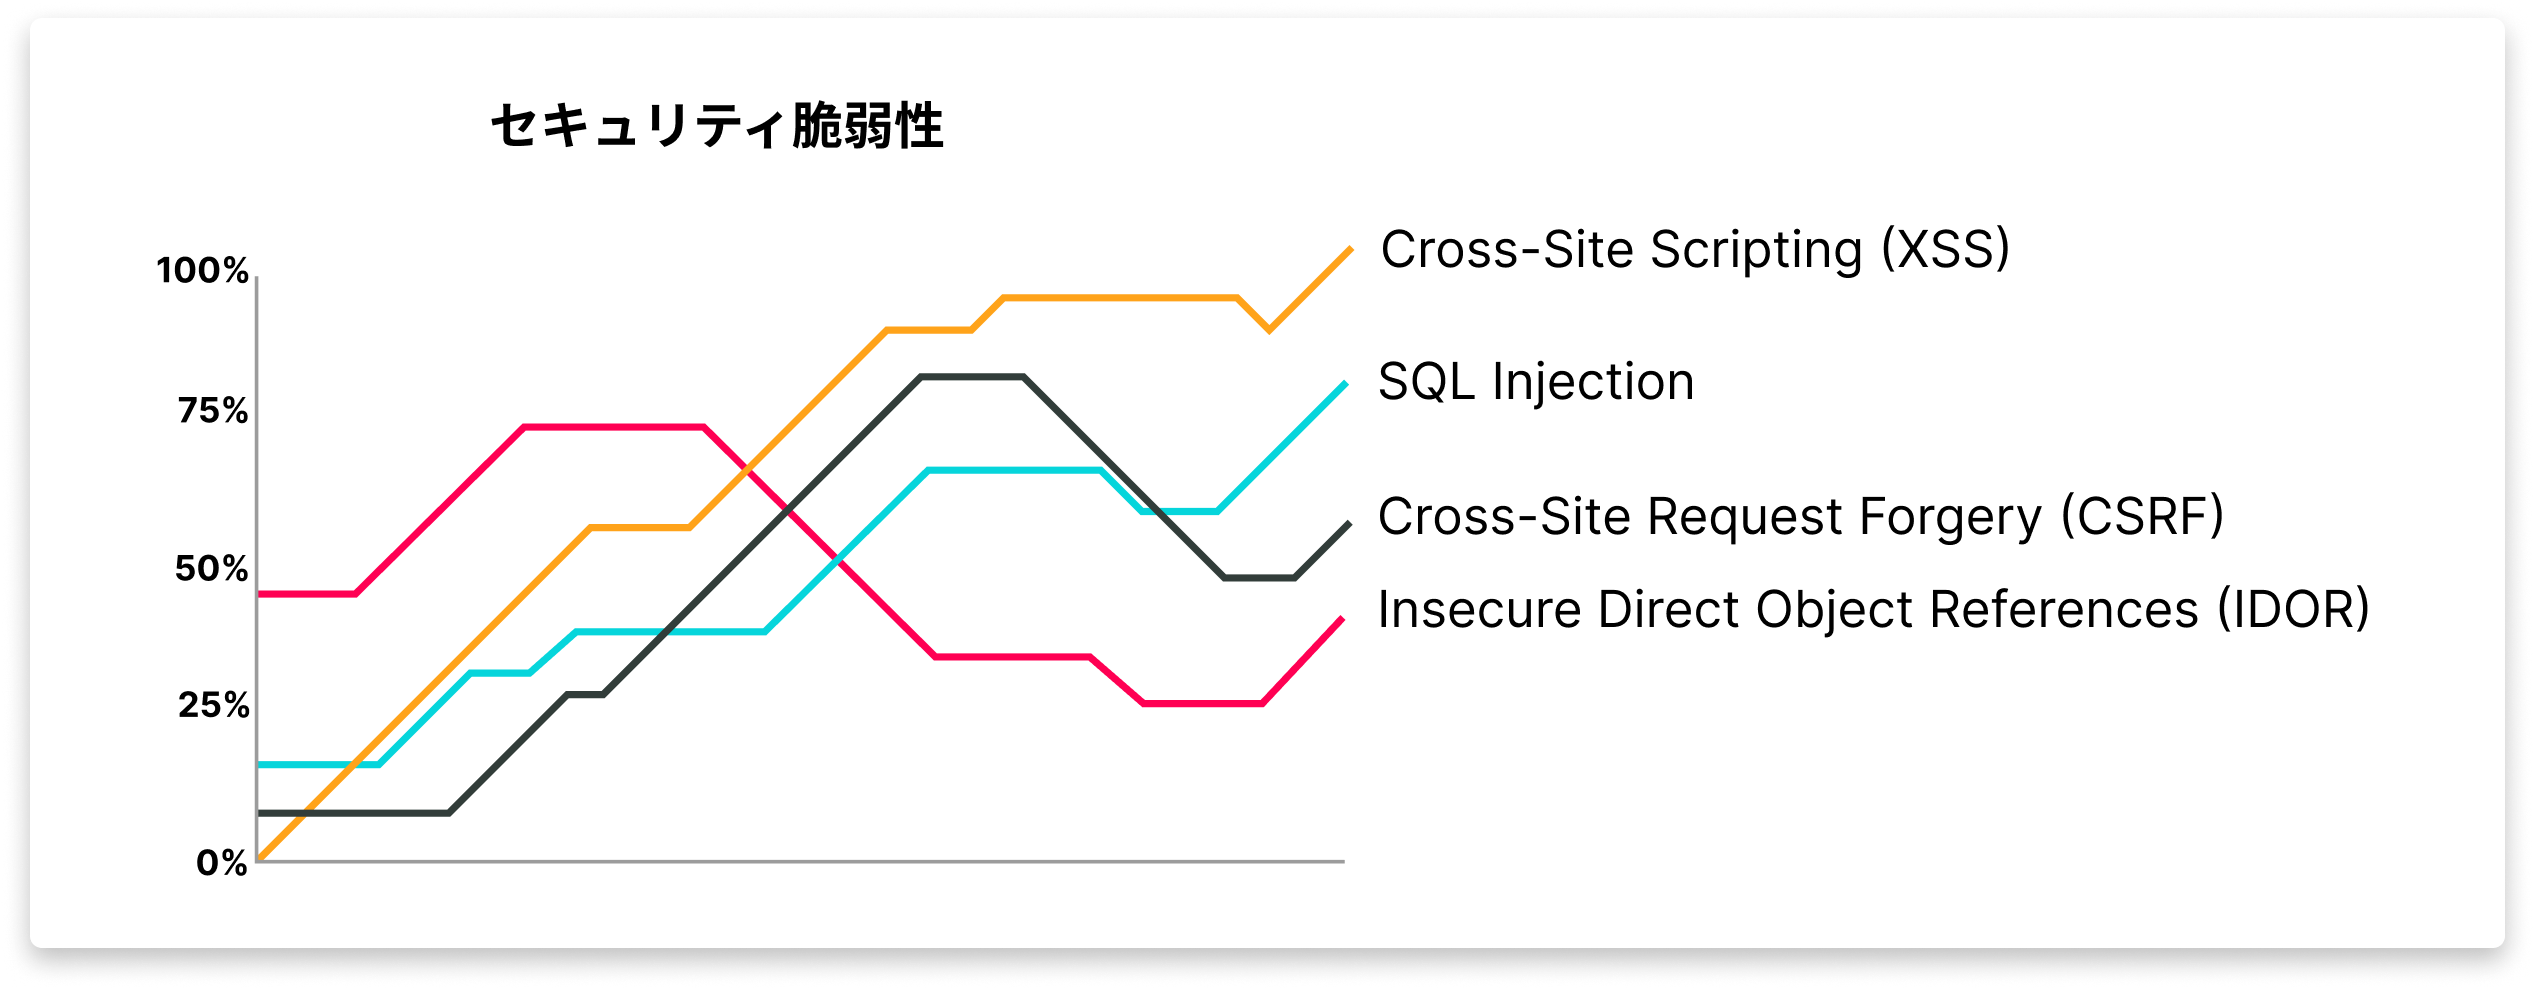 セキュリティ脆弱性
100%
75%
50%
25%
0%
Cross-Site Scripting (XSS)
SQL Injection
Cross-Site Request Forgery (CSRF)
Insecure Direct Object References (IDOR)